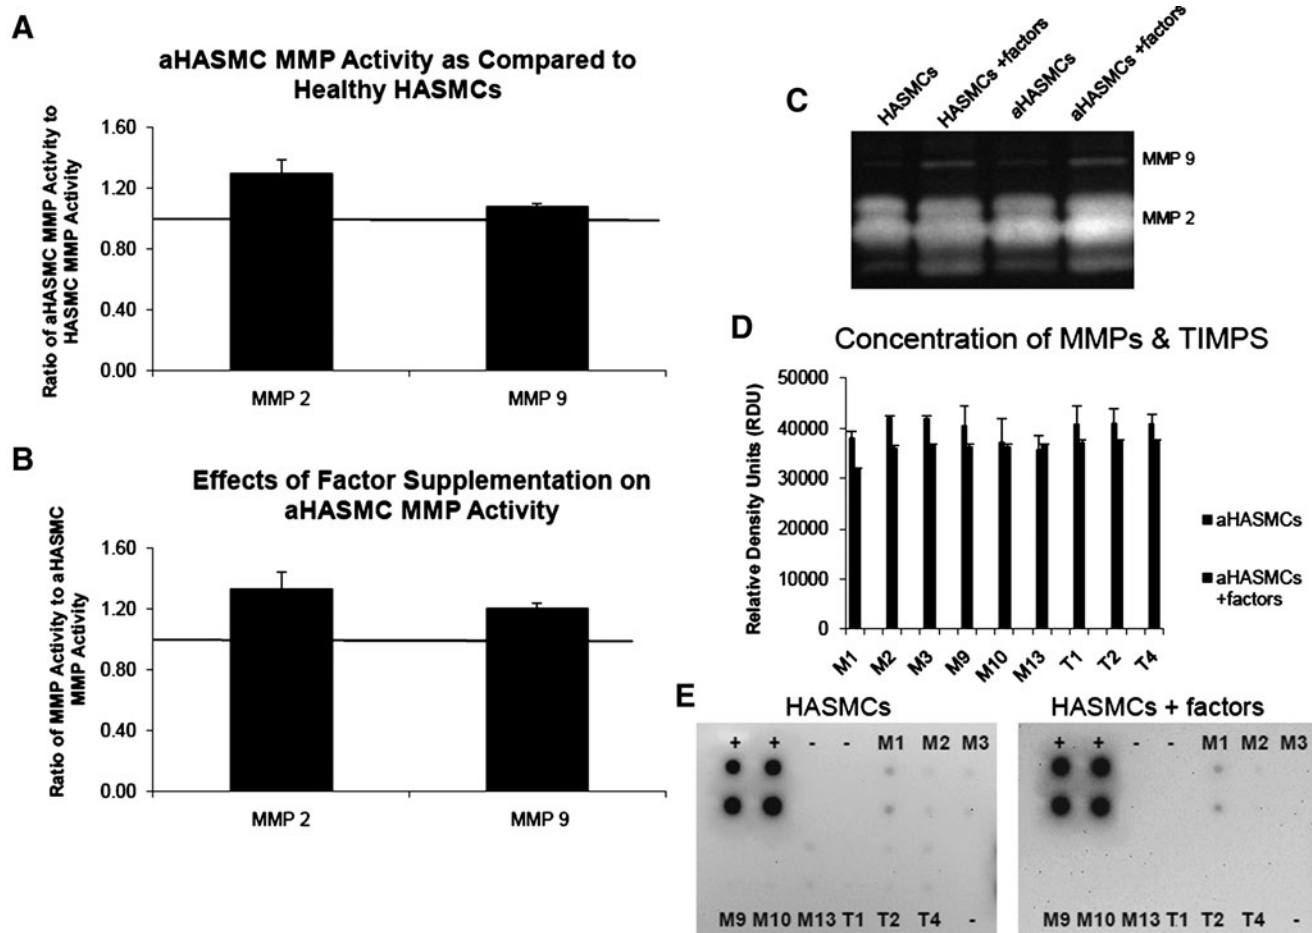 A
aHASMC MMP Activity as Compared to
Healthy HASMCs
Ratio of aHASMC MMP Activity to
HASMC MMP Activity
1.60
1.20
0.80
0.40
0.00
MMP 2
MMP 9
B
Effects of Factor Supplementation on
aHASMC MMP Activity
Ratio of MMP Activity to aHASMC
MMP Activity
1.60
1.20
0.80
0.40
0.00
MMP 2
MMP 9
C
HASMCs
HASMCs +factors
aHASMCs
aHASMCs +factors
MMP 9
MMP 2
D
Concentration of MMPs & TIMPS
Relative Density Units (RDU)
50000
40000
30000
20000
10000
0
M1 M2 M3 M9 M10 M13 T1 T2 T4
aHASMCs
aHASMCs
+factors
E
HASMCs
+ + - - M1 M2 M3
M9 M10 M13 T1 T2 T4 -
HASMCs + factors
+ + - - M1 M2 M3
M9 M10 M13 T1 T2 T4 -